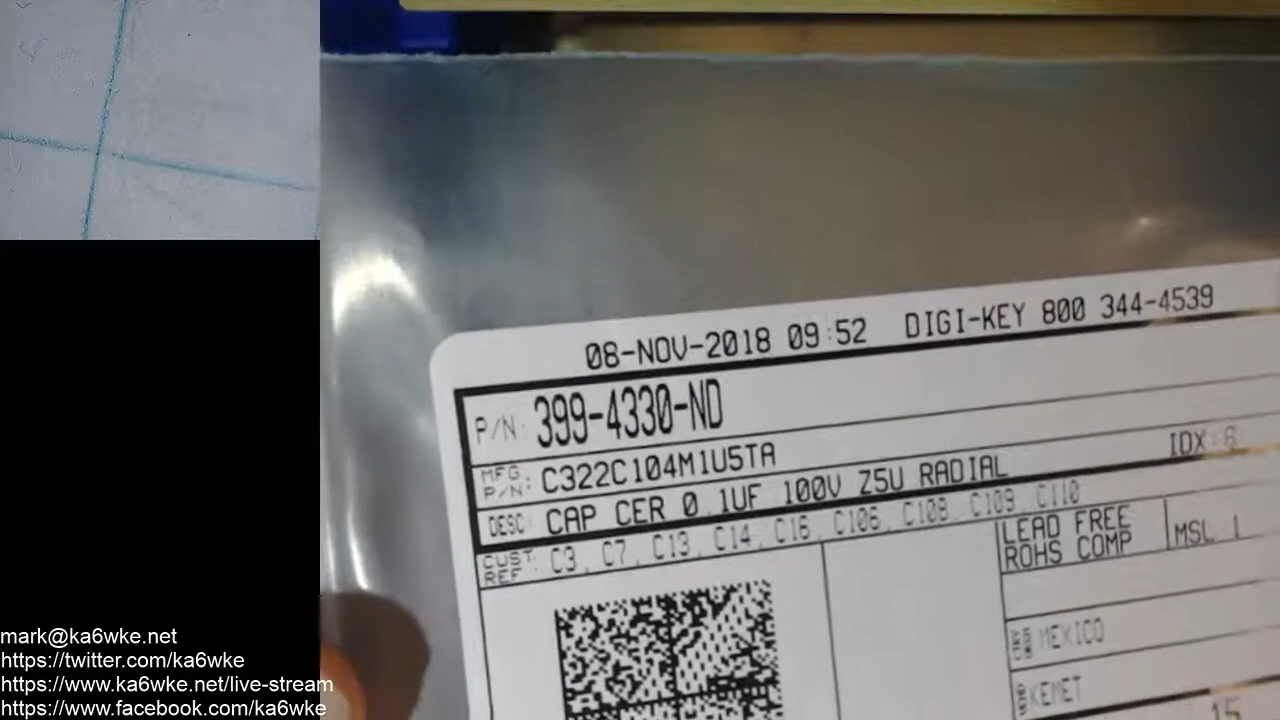 08-NOV-2018 09:52 DIGI-KEY 800 344-4539
P/N: 399-4330-ND
MFG P/N: C322C104M1U5TA
IDX: 8
DESC: CAP CER 0.1UF 100V Z5U RADIAL
CUST REF: C3, C7, C13, C14, C16, C106, C108, C109, C110
LEAD FREE
ROHS COMP
MSL 1
MEXICO
KEMET
15
mark@ka6wke.net
https://twitter.com/ka6wke
https://www.ka6wke.net/live-stream
https://www.facebook.com/ka6wke